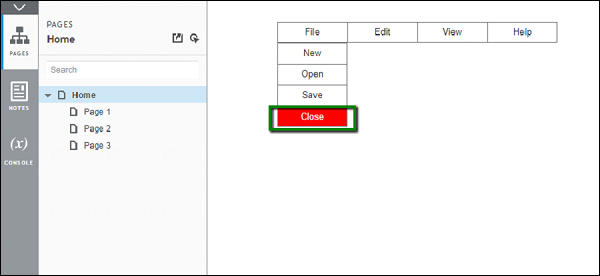 PAGES
NOTES
(x)
CONSOLE
PAGES
Home
Search
Home
Page 1
Page 2
Page 3
File Edit View Help
New
Open
Save
Close